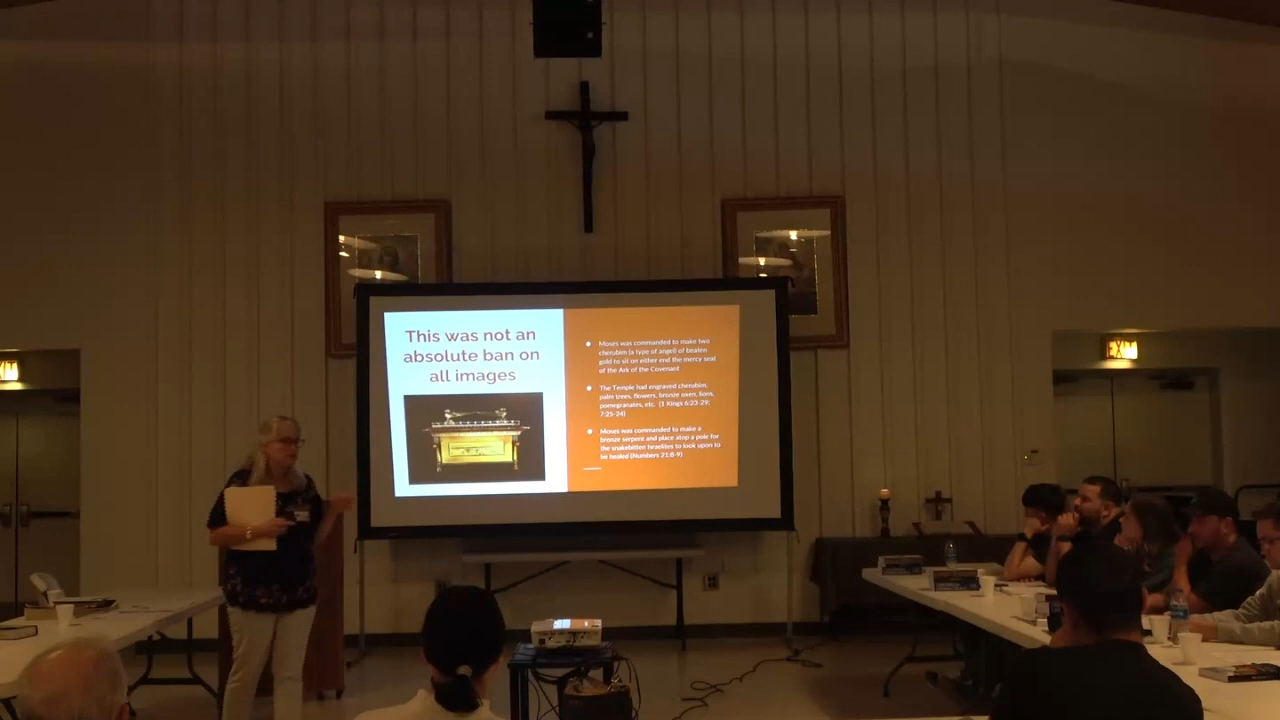 This was not an
absolute ban on
all images
Moses was commanded to make two
cherubim (a type of angel) of beaten
gold to sit on either end the mercy seat
of the Ark of the Covenant
The Temple had engraved cherubim,
palm trees, flowers, bronze oxen, lions,
pomegranates, etc. (1 Kings 6:23-29;
7:25-24)
Moses was commanded to make a
bronze serpent and place atop a pole for
the snakebitten Israelites to look upon to
be healed (Numbers 21:8-9)
EXIT